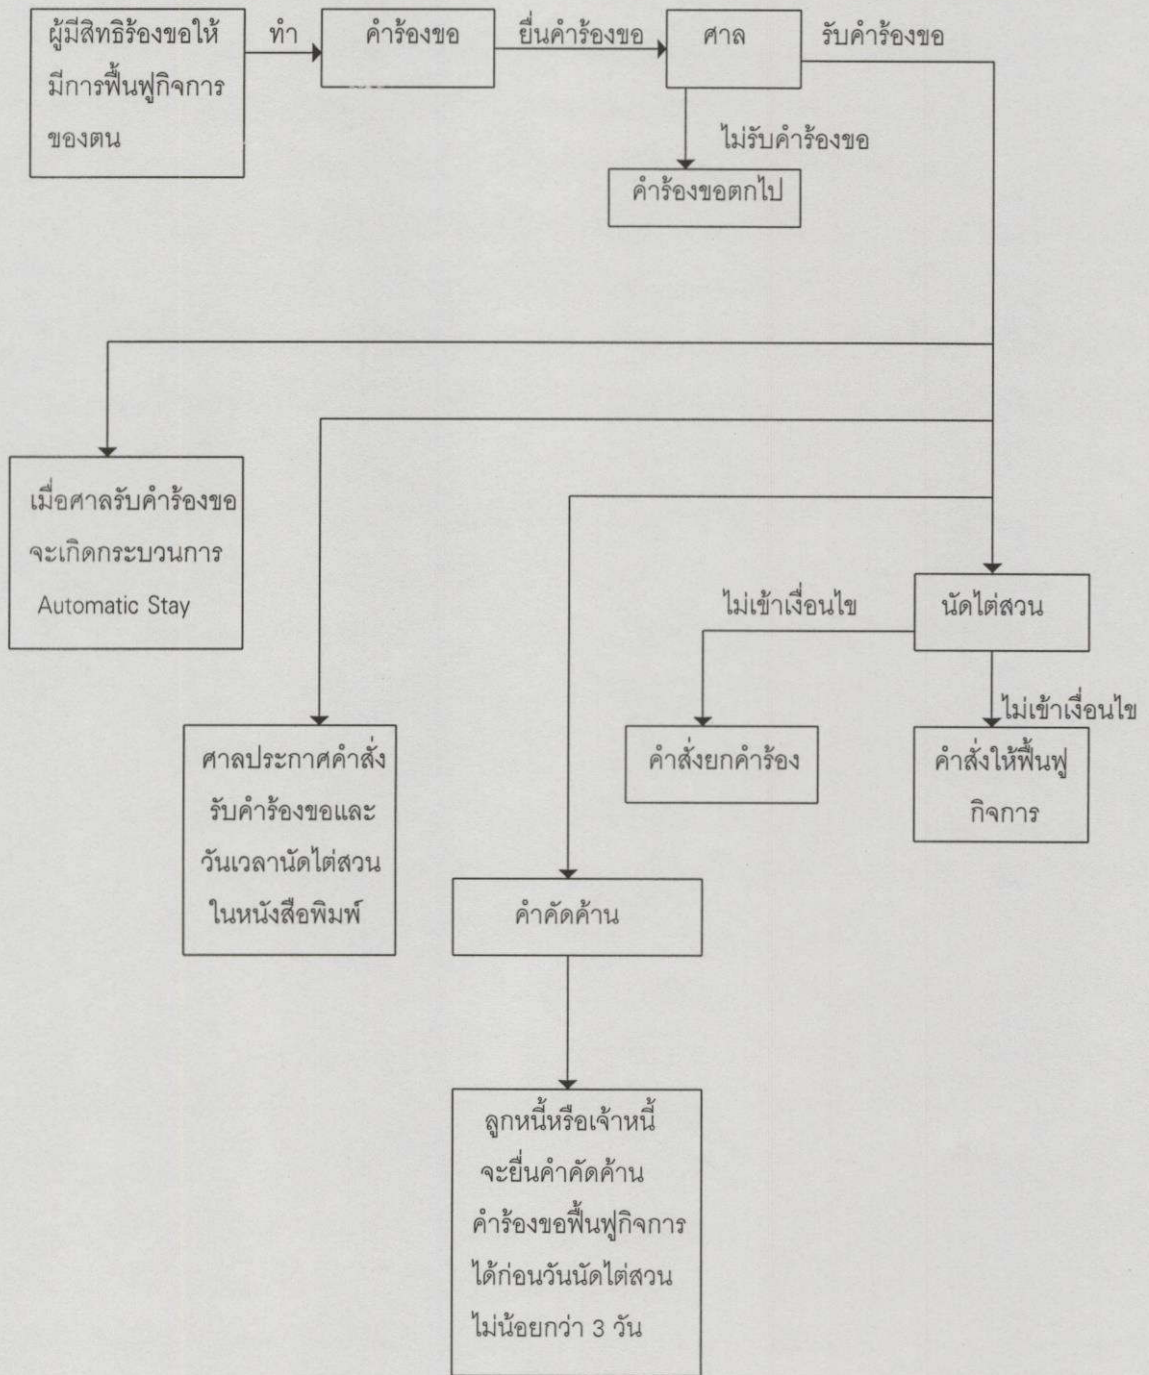 ผู้มีสิทธิร้องขอให้
มีการฟื้นฟูกิจการ
ของตน
ทำ
คำร้องขอ
ยื่นคำร้องขอ
ศาล
รับคำร้องขอ
ไม่รับคำร้องขอ
คำร้องขอตกไป
เมื่อศาลรับคำร้องขอ
จะเกิดกระบวนการ
Automatic Stay
ไม่เข้าเงื่อนไข
นัดไต่สวน
ไม่เข้าเงื่อนไข
ศาลประกาศคำสั่ง
รับคำร้องขอและ
วันเวลานัดไต่สวน
ในหนังสือพิมพ์
คำสั่งยกคำร้อง
คำสั่งให้ฟื้นฟู
กิจการ
คำคัดค้าน
ลูกหนี้หรือเจ้าหนี้
จะยื่นคำคัดค้าน
คำร้องขอฟื้นฟูกิจการ
ได้ก่อนวันนัดไต่สวน
ไม่น้อยกว่า 3 วัน